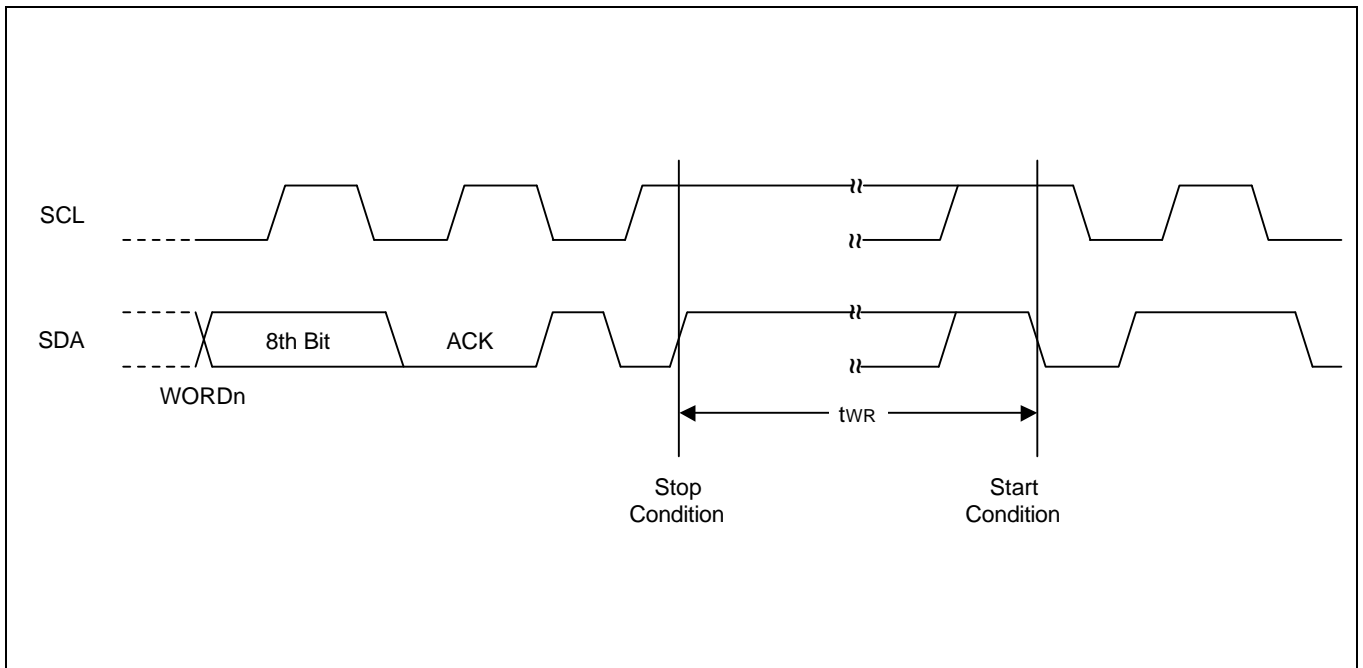 SCL
SDA
8th Bit
ACK
WORDn
tWR
Stop
Condition
Start
Condition